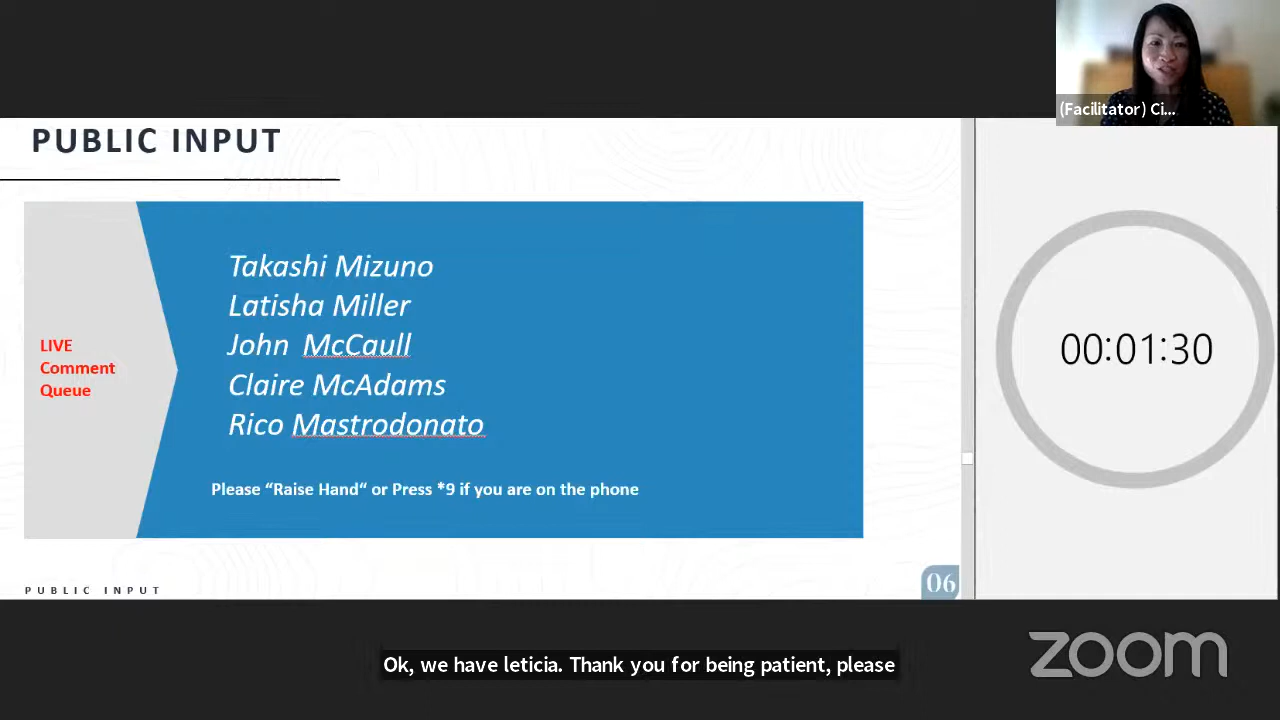 (Facilitator) Ci...
PUBLIC INPUT
Takashi Mizuno
Latisha Miller
John McCaull
Claire McAdams
Rico Mastrodonato
LIVE
Comment
Queue
Please “Raise Hand“ or Press *9 if you are on the phone
00:01:30
PUBLIC INPUT
06
Ok, we have leticia. Thank you for being patient, please
zoom